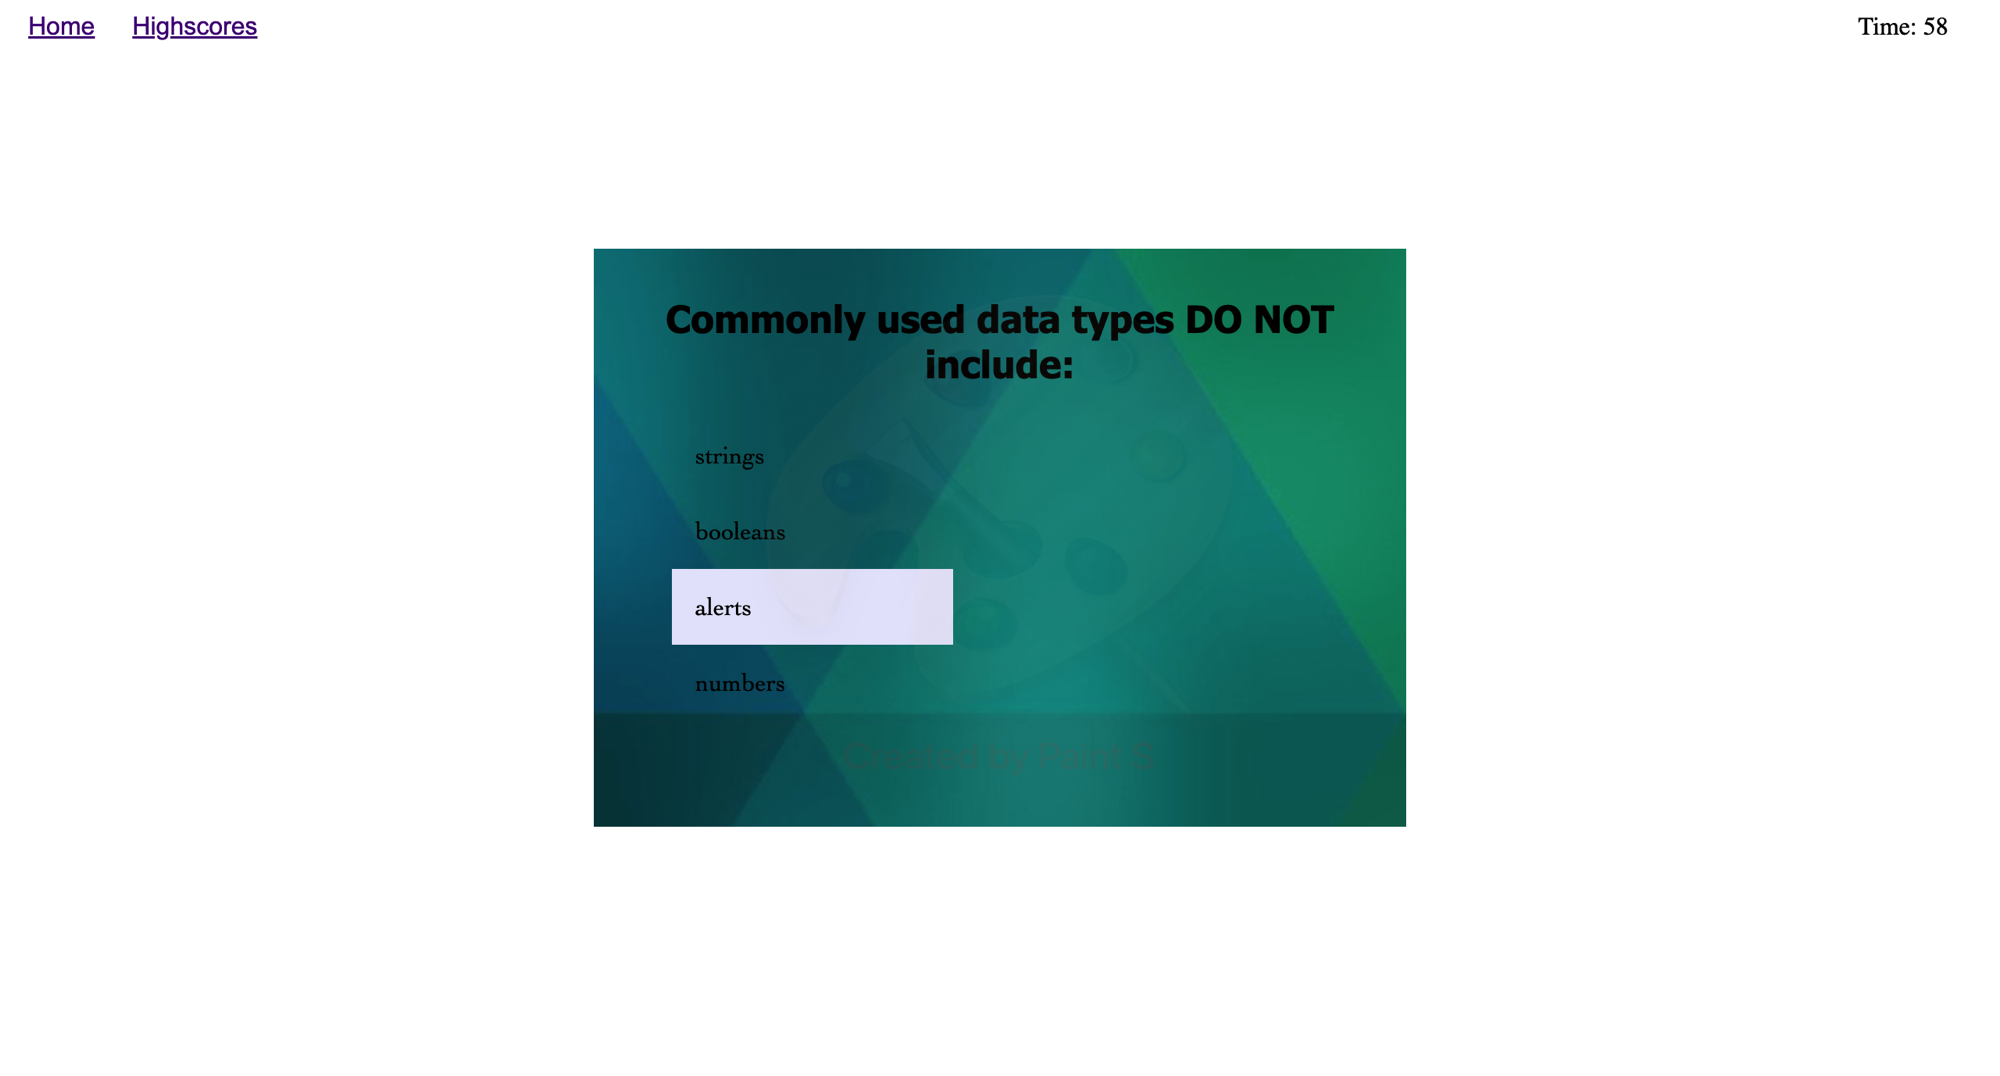 Home Highscores Time: 58
Commonly used data types DO NOT
include:
strings
booleans
alerts
numbers
Created by Paint S